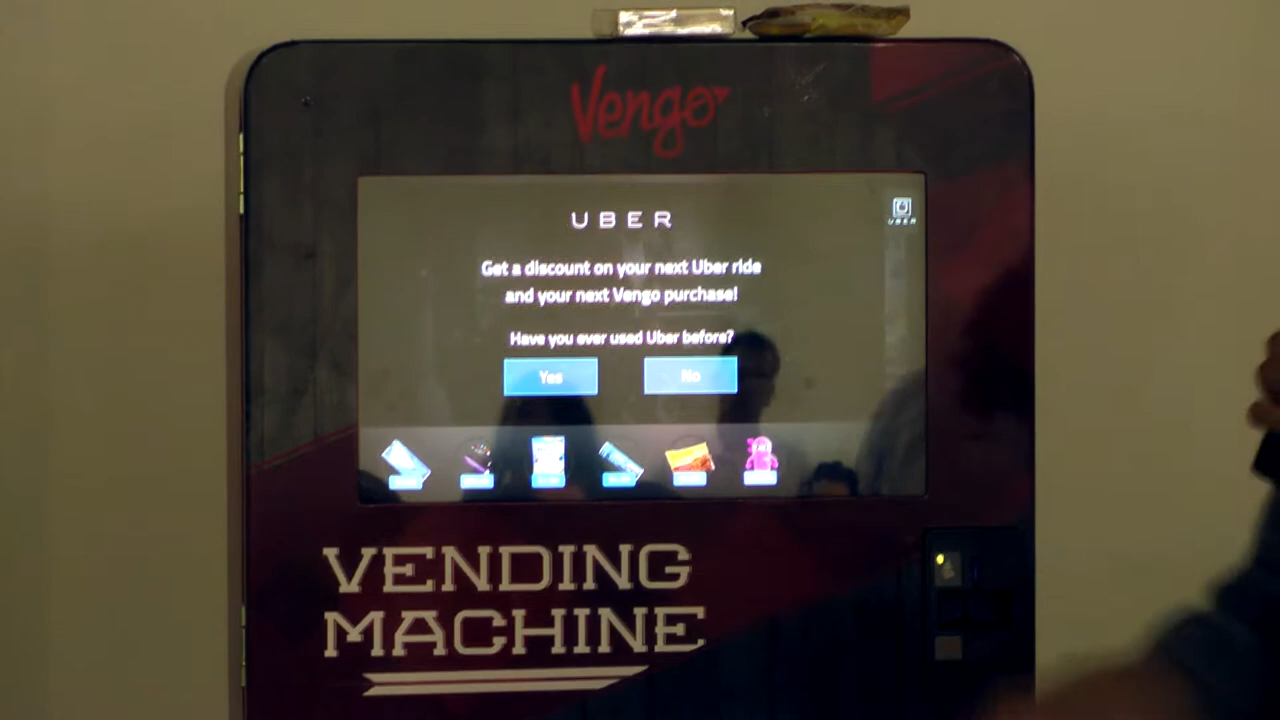 Vengo
UBER
UBER
Get a discount on your next Uber ride
and your next Vengo purchase!
Have you ever used Uber before?
Yes
No
VENDING
MACHINE